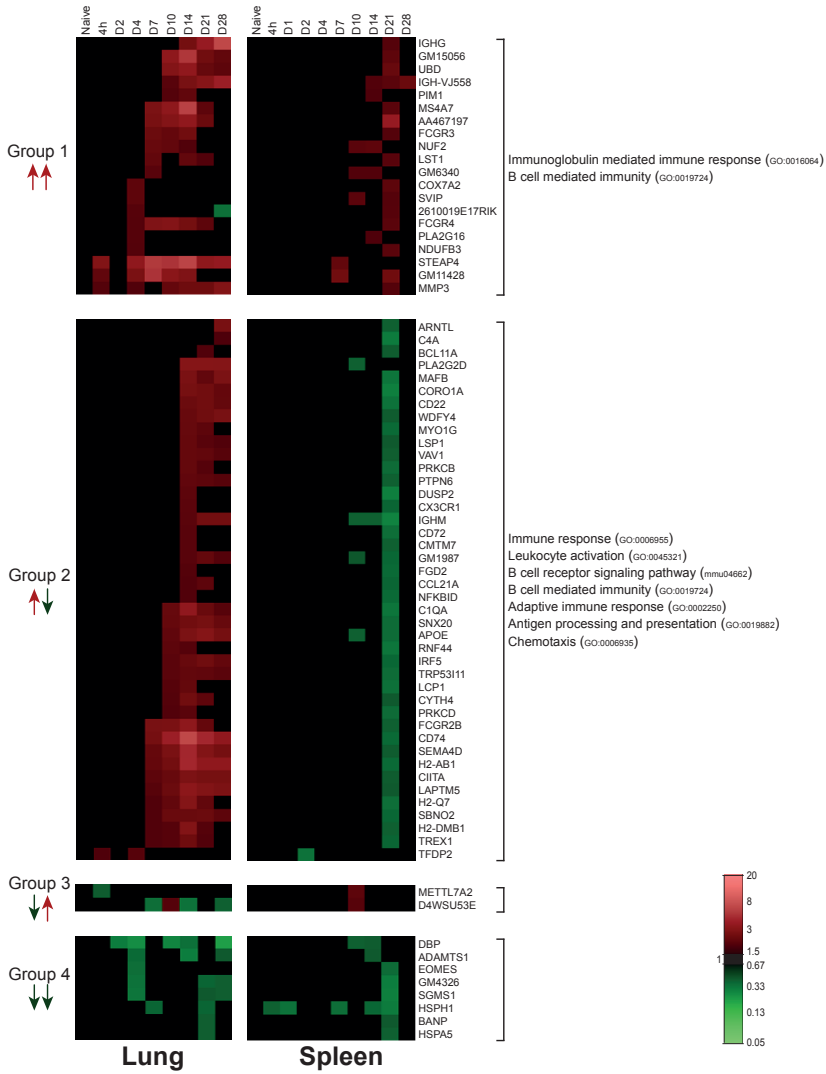 Naive 4h D2 D4 D7 D10 D14 D21 D28
Naive 4h D1 D2 D4 D7 D10 D14 D21 D28
Group 1
IGHG
GM15056
UBD
IGH-VJ558
PIM1
MS4A7
AA467197
FCGR3
NUF2
LST1
GM6340
COX7A2
SVIP
2610019E17RIK
FCGR4
PLA2G16
NDUFB3
STEAP4
GM11428
MMP3
Immunoglobulin mediated immune response (GO:0016064)
B cell mediated immunity (GO:0019724)
Group 2
ARNTL
C4A
BCL11A
PLA2G2D
MAFB
CORO1A
CD22
WDFY4
MYO1G
LSP1
VAV1
PRKCB
PTPN6
DUSP2
CX3CR1
IGHM
CD72
CMTM7
GM1987
FGD2
CCL21A
NFKBID
C1QA
SNX20
APOE
RNF44
IRF5
TRP53I11
LCP1
CYTH4
PRKCD
FCGR2B
CD74
SEMA4D
H2-AB1
CIITA
LAPTM5
H2-Q7
SBNO2
H2-DMB1
TREX1
TFDP2
Immune response (GO:0006955)
Leukocyte activation (GO:0045321)
B cell receptor signaling pathway (mmu04662)
B cell mediated immunity (GO:0019724)
Adaptive immune response (GO:0002250)
Antigen processing and presentation (GO:0019882)
Chemotaxis (GO:0006935)
Group 3
METTL7A2
D4WSU53E
Group 4
DBP
ADAMTS1
EOMES
GM4326
SGMS1
HSPH1
BANP
HSPA5
20
8
3
1.5
1
0.67
0.33
0.13
0.05
Lung
Spleen